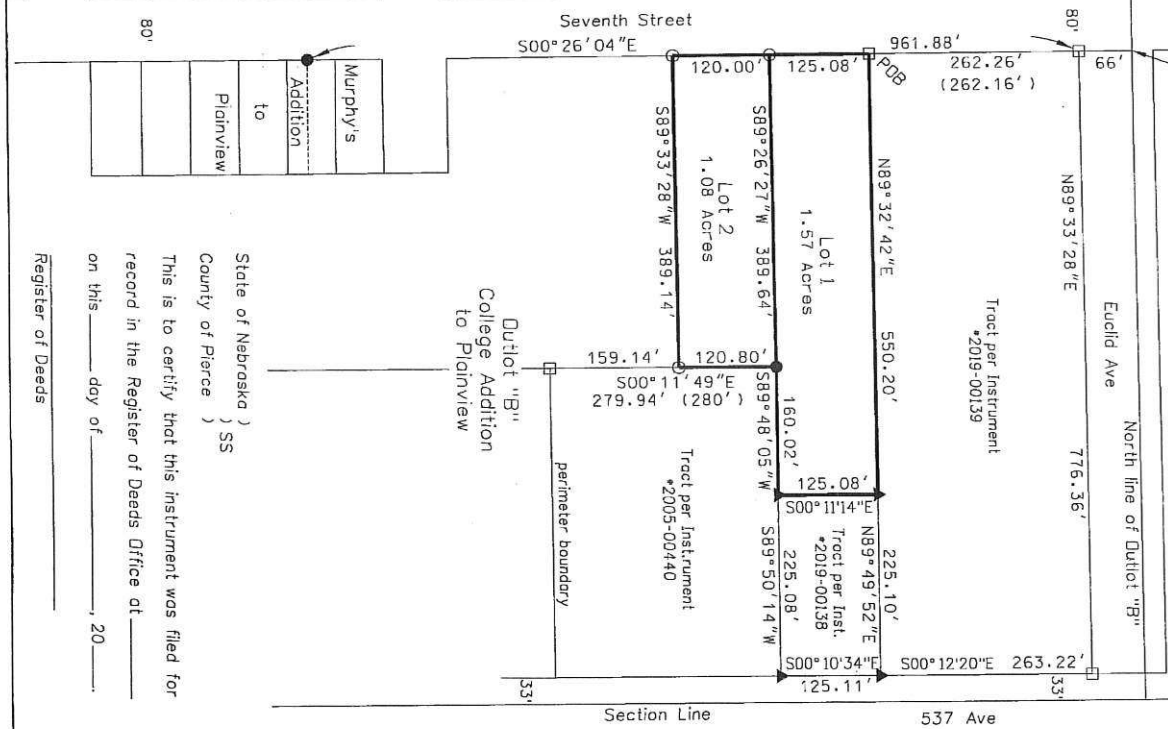 Seventh Street
S00°26'04"E
961.88'
80'
80'
66'
120.00'
125.08'
POB
262.26'
(262.16')
Murphy's
Addition
to
Plainview
S89°33'28"W 389.14'
Lot 2
1.08 Acres
S89°26'27"W 389.64'
Lot 1
1.57 Acres
N89°32'42"E 550.20'
Tract per Instrument
*2019-00139
N89°33'28"E 776.36'
Euclid Ave
North line of Outlot "B"
Outlot "B"
College Addition
to Plainview
159.14'
120.80'
S00°11'49"E
279.94' (280')
S89°48'05"W
160.02'
125.08'
S00°11'14"E
Tract per Instrument
*2005-00440
perimeter boundary
S89°50'14"W
225.08'
Tract per Inst.
*2019-00138
N89°49'52"E
225.10'
S00°10'34"E
125.11'
S00°12'20"E
263.22'
33'
33'
Section Line
537 Ave
State of Nebraska )
) SS
County of Pierce )
This is to certify that this instrument was filed for
record in the Register of Deeds Office at ______
on this ______ day of ____________, 20____.
Register of Deeds